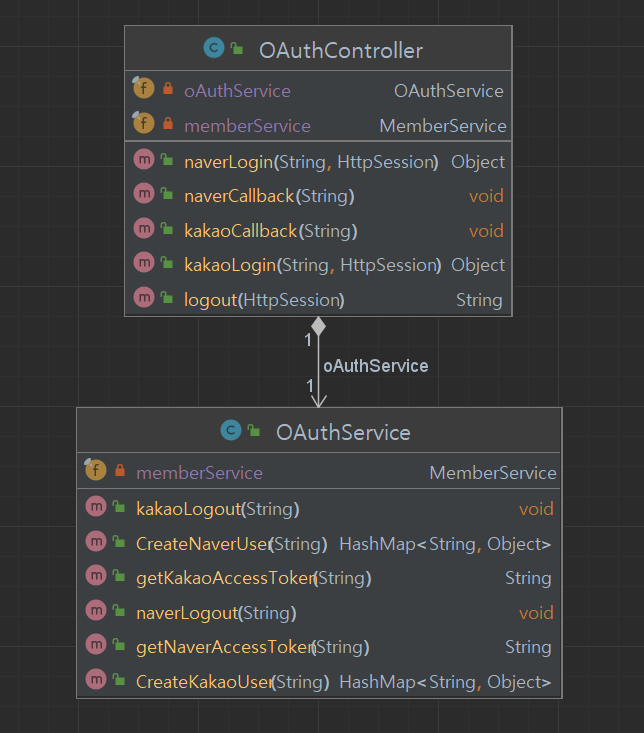 OAuthController
oAuthService OAuthService
memberService MemberService
naverLogin(String, HttpSession) Object
naverCallback(String) void
kakaoCallback(String) void
kakaoLogin(String, HttpSession) Object
logout(HttpSession) String
1
oAuthService
1
OAuthService
memberService MemberService
kakaoLogout(String) void
CreateNaverUser(String) HashMap<String, Object>
getKakaoAccessToken(String) String
naverLogout(String) void
getNaverAccessToken(String) String
CreateKakaoUser(String) HashMap<String, Object>